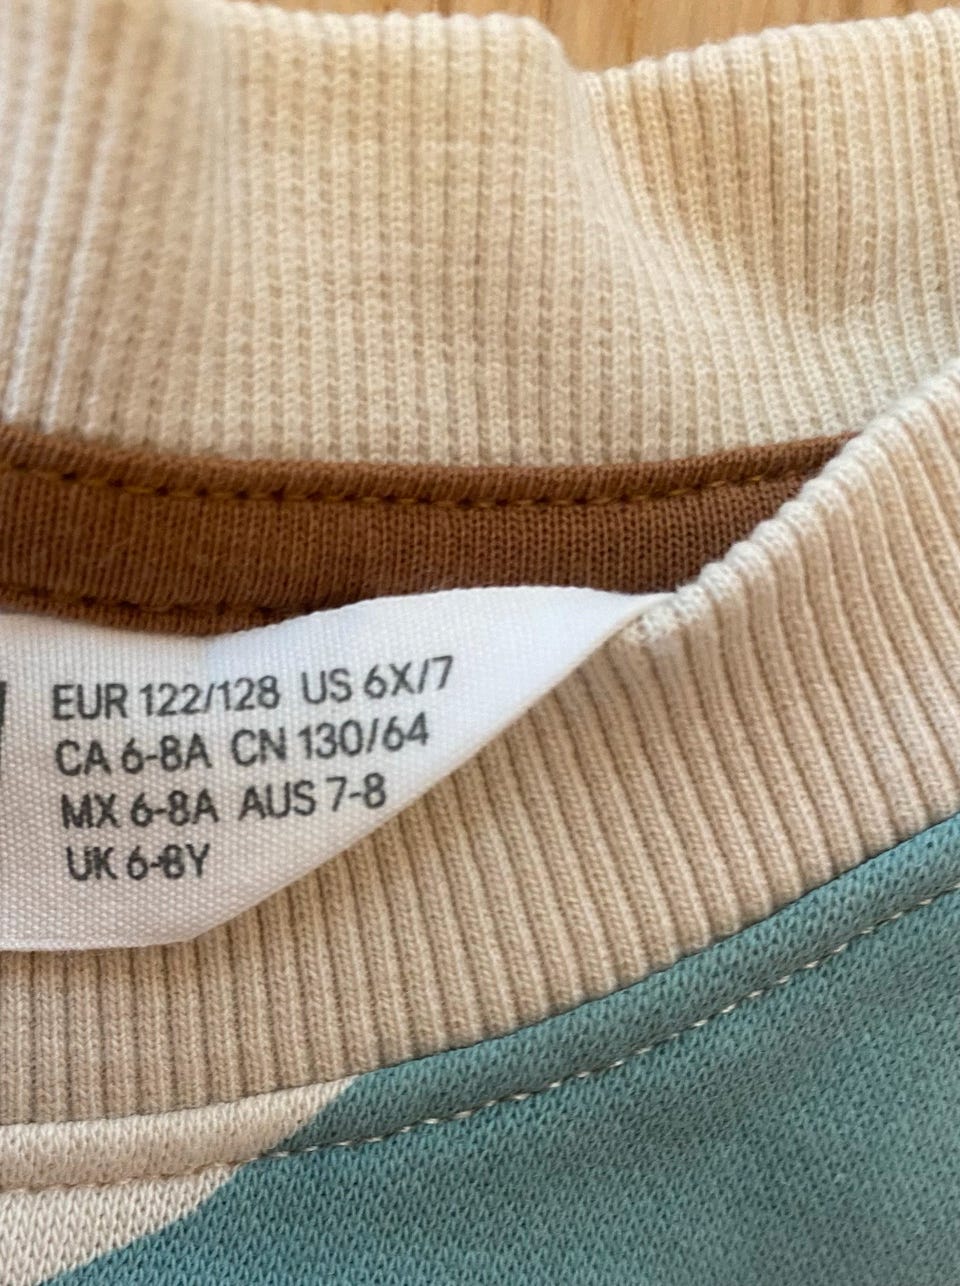 EUR 122/128 US 6X/7
CA 6-8A CN 130/64
MX 6-8A AUS 7-8
UK 6-8Y